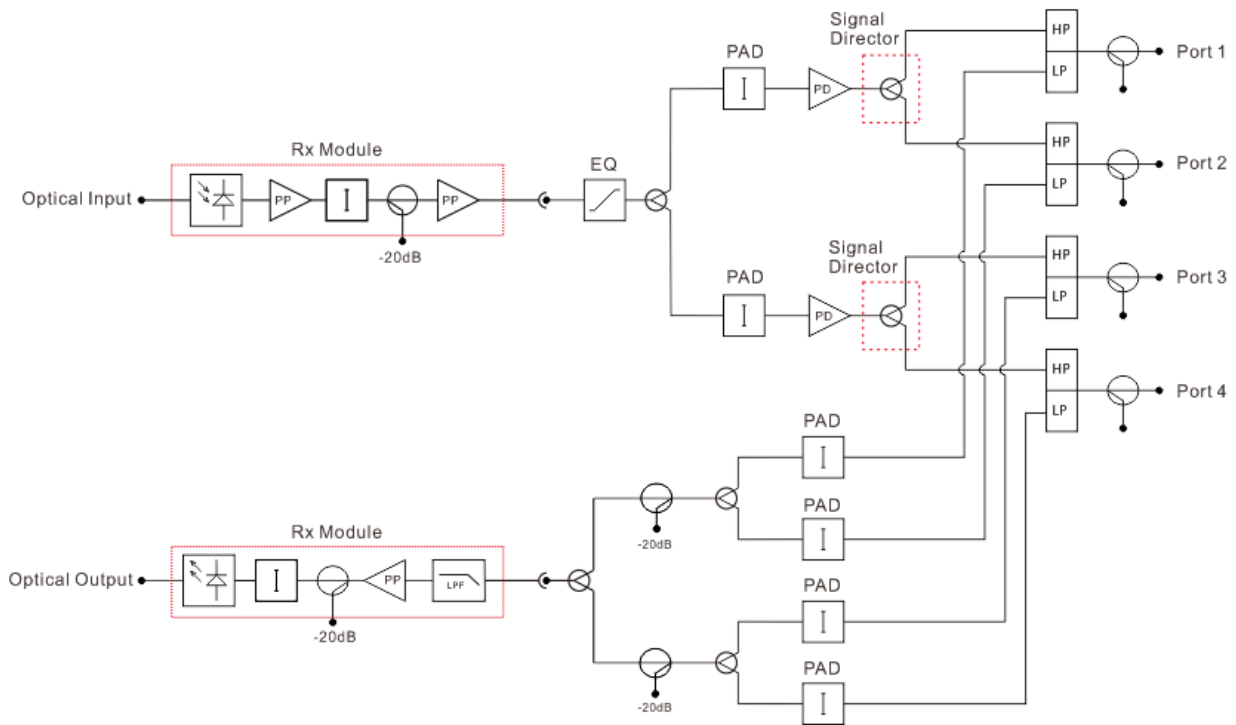 Signal
Director
PAD
HP
LP
Port 1
PD
Rx Module
EQ
HP
LP
Port 2
Optical Input
PP
I
PP
-20dB
I
Signal
Director
PAD
HP
LP
Port 3
I
PD
HP
LP
Port 4
PAD
I
PAD
Rx Module
-20dB
I
Optical Output
I
PP
LPF
PAD
-20dB
I
PAD
-20dB
I